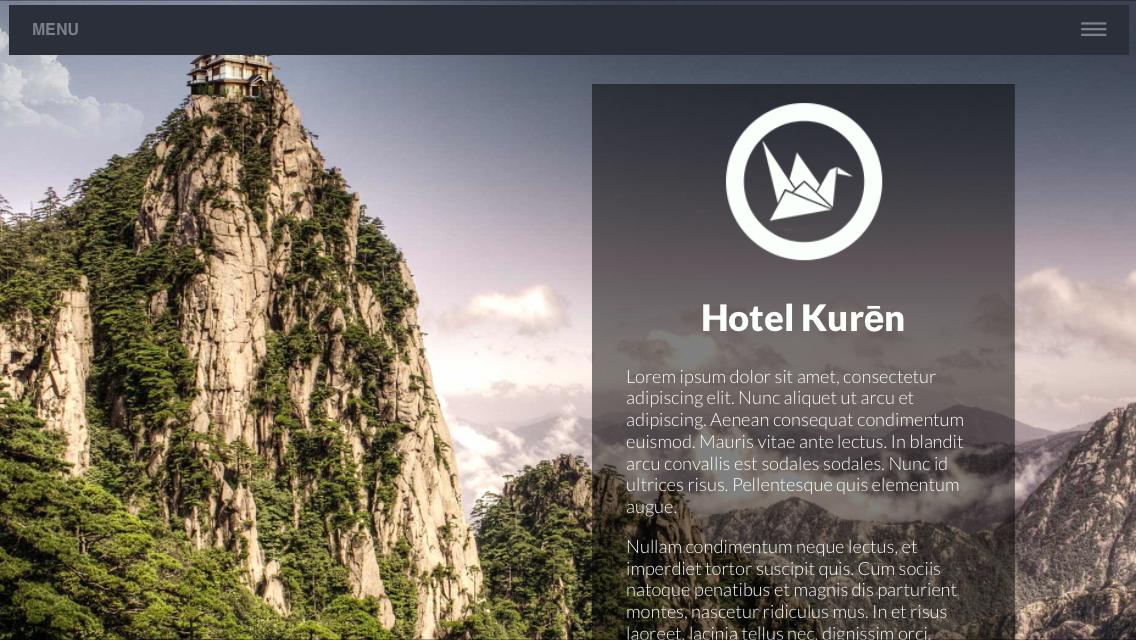 MENU
Hotel Kurēn
Lorem ipsum dolor sit amet, consectetur
adipiscing elit. Nunc aliquet ut arcu et
adipiscing. Aenean consequat condimentum
euismod. Mauris vitae ante lectus. In blandit
arcu convallis est sodales sodales. Nunc id
ultrices risus. Pellentesque quis elementum
augue.
Nullam condimentum neque lectus, et
imperdiet tortor suscipit quis. Cum sociis
natoque penatibus et magnis dis parturient
montes, nascetur ridiculus mus. In et risus
laoreet, lacinia tellus nec, dignissim orci.